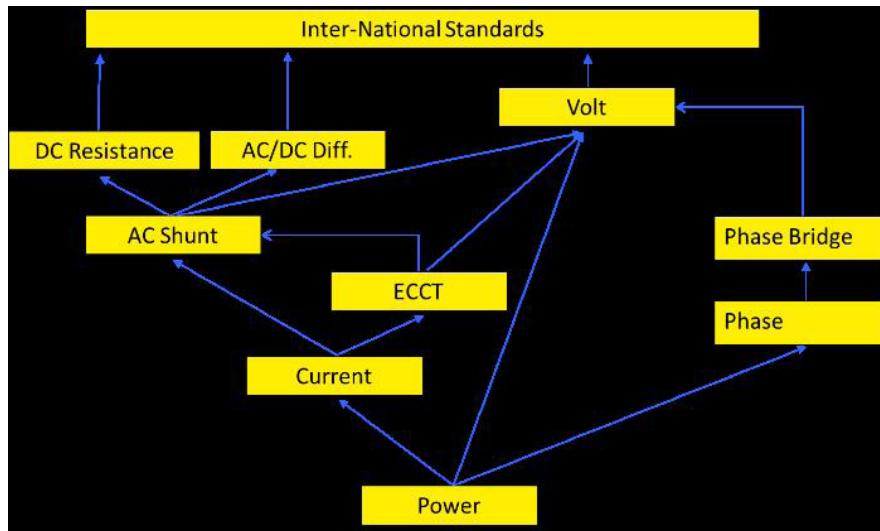 Inter-National Standards
Volt
DC Resistance
AC/DC Diff.
AC Shunt
Phase Bridge
ECCT
Phase
Current
Power